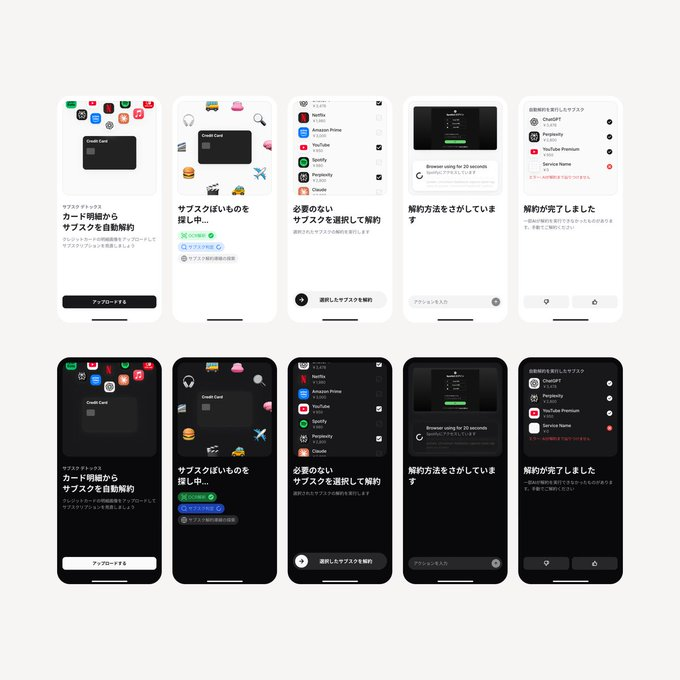 Credit Card
サブスク デトックス
カード明細から
サブスクを自動解約
クレジットカードの明細画像をアップロードして
サブスクリプションを見直しましょう
アップロードする
Credit Card
サブスクぽいものを
探し中...
OCR解析
サブスク判定
サブスク解約導線の探索
¥3,478
Netflix
¥1,980
Amazon Prime
¥3,000
YouTube
¥950
Spotify
¥980
Perplexity
¥2,800
Claude
必要のない
サブスクを選択して解約
選択されたサブスクの解約を実行します
選択したサブスクを解約
Browser using for 20 seconds
Spotifyにアクセスしています
解約方法をさがしていま
す
アクションを入力
自動解約を実行したサブスク
ChatGPT
¥3,478
Perplexity
¥2,800
YouTube Premium
¥950
Service Name
¥0
エラー: AIが解約まで辿りつけません
解約が完了しました
一部AIが解約を実行できなかったものがありま
す。手動でご解約ください
Credit Card
サブスク デトックス
カード明細から
サブスクを自動解約
クレジットカードの明細画像をアップロードして
サブスクリプションを見直しましょう
アップロードする
Credit Card
サブスクぽいものを
探し中...
OCR解析
サブスク判定
サブスク解約導線の探索
¥3,478
Netflix
¥1,980
Amazon Prime
¥3,000
YouTube
¥950
Spotify
¥980
Perplexity
¥2,800
Claude
必要のない
サブスクを選択して解約
選択されたサブスクの解約を実行します
選択したサブスクを解約
Browser using for 20 seconds
Spotifyにアクセスしています
解約方法をさがしていま
す
アクションを入力
自動解約を実行したサブスク
ChatGPT
¥3,478
Perplexity
¥2,800
YouTube Premium
¥950
Service Name
¥0
エラー: AIが解約まで辿りつけません
解約が完了しました
一部AIが解約を実行できなかったものがありま
す。手動でご解約ください